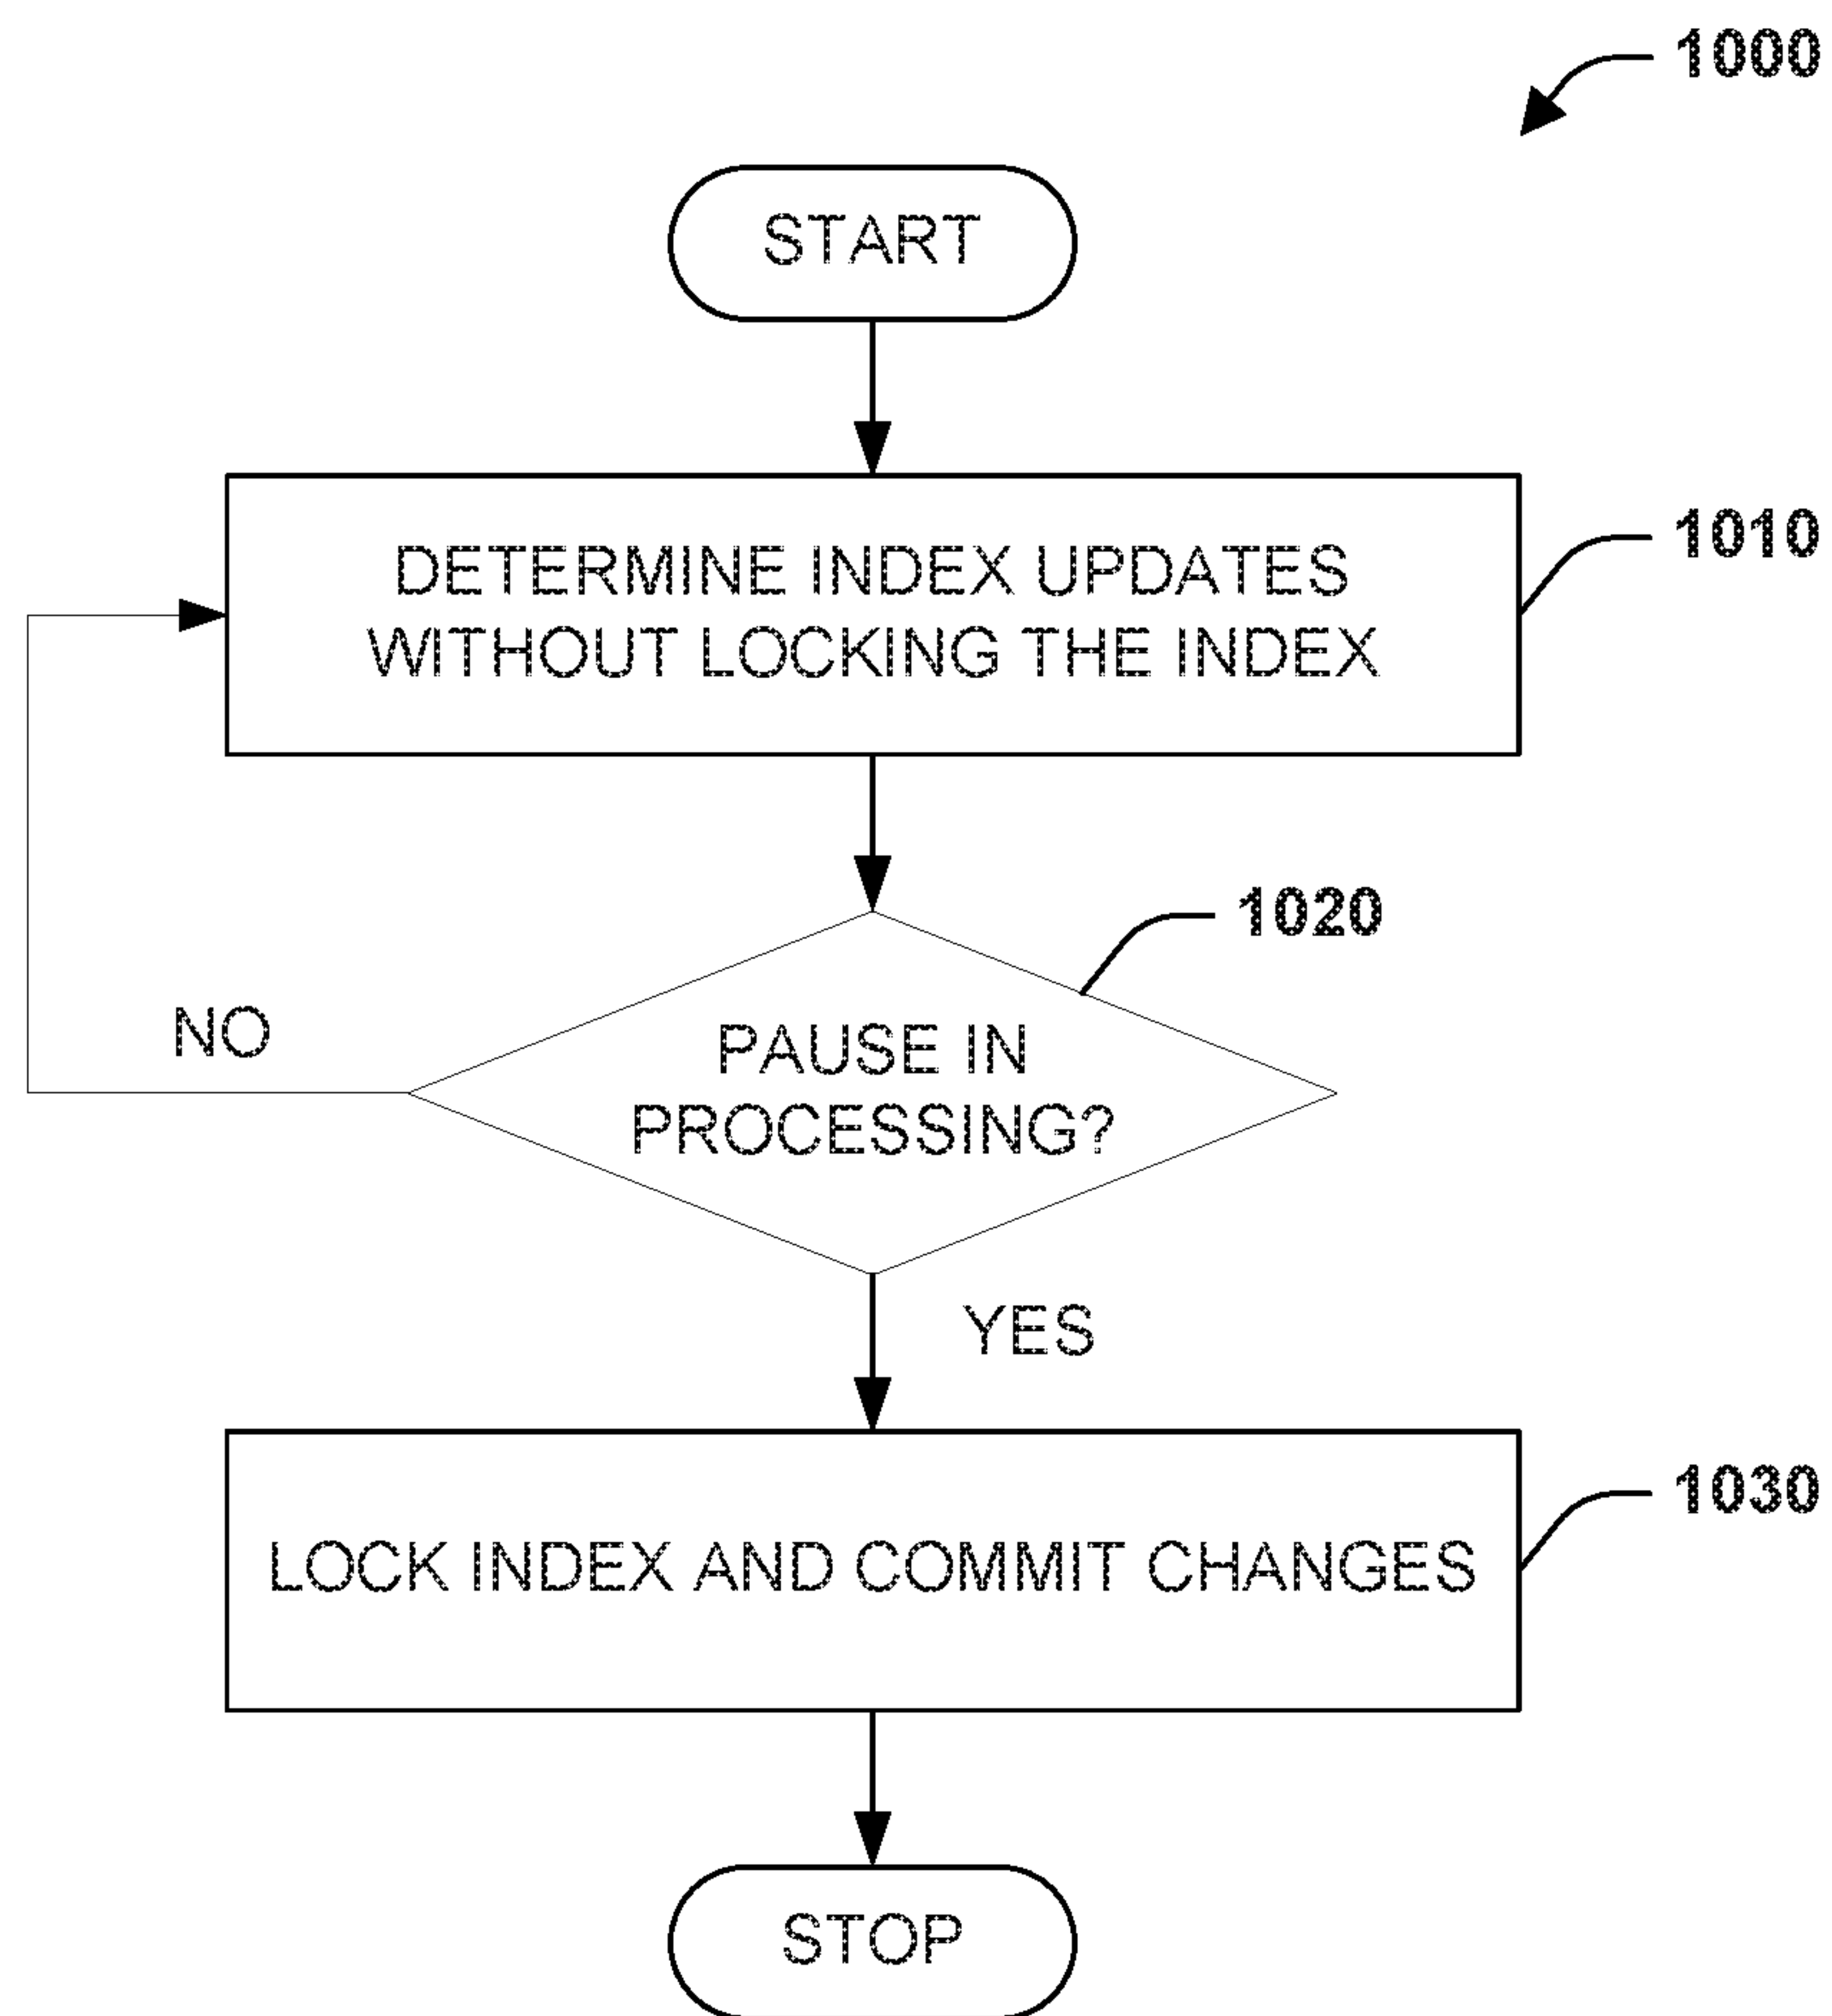 1000
START
DETERMINE INDEX UPDATES
WITHOUT LOCKING THE INDEX
1010
1020
PAUSE IN
PROCESSING?
NO
YES
LOCK INDEX AND COMMIT CHANGES
1030
STOP